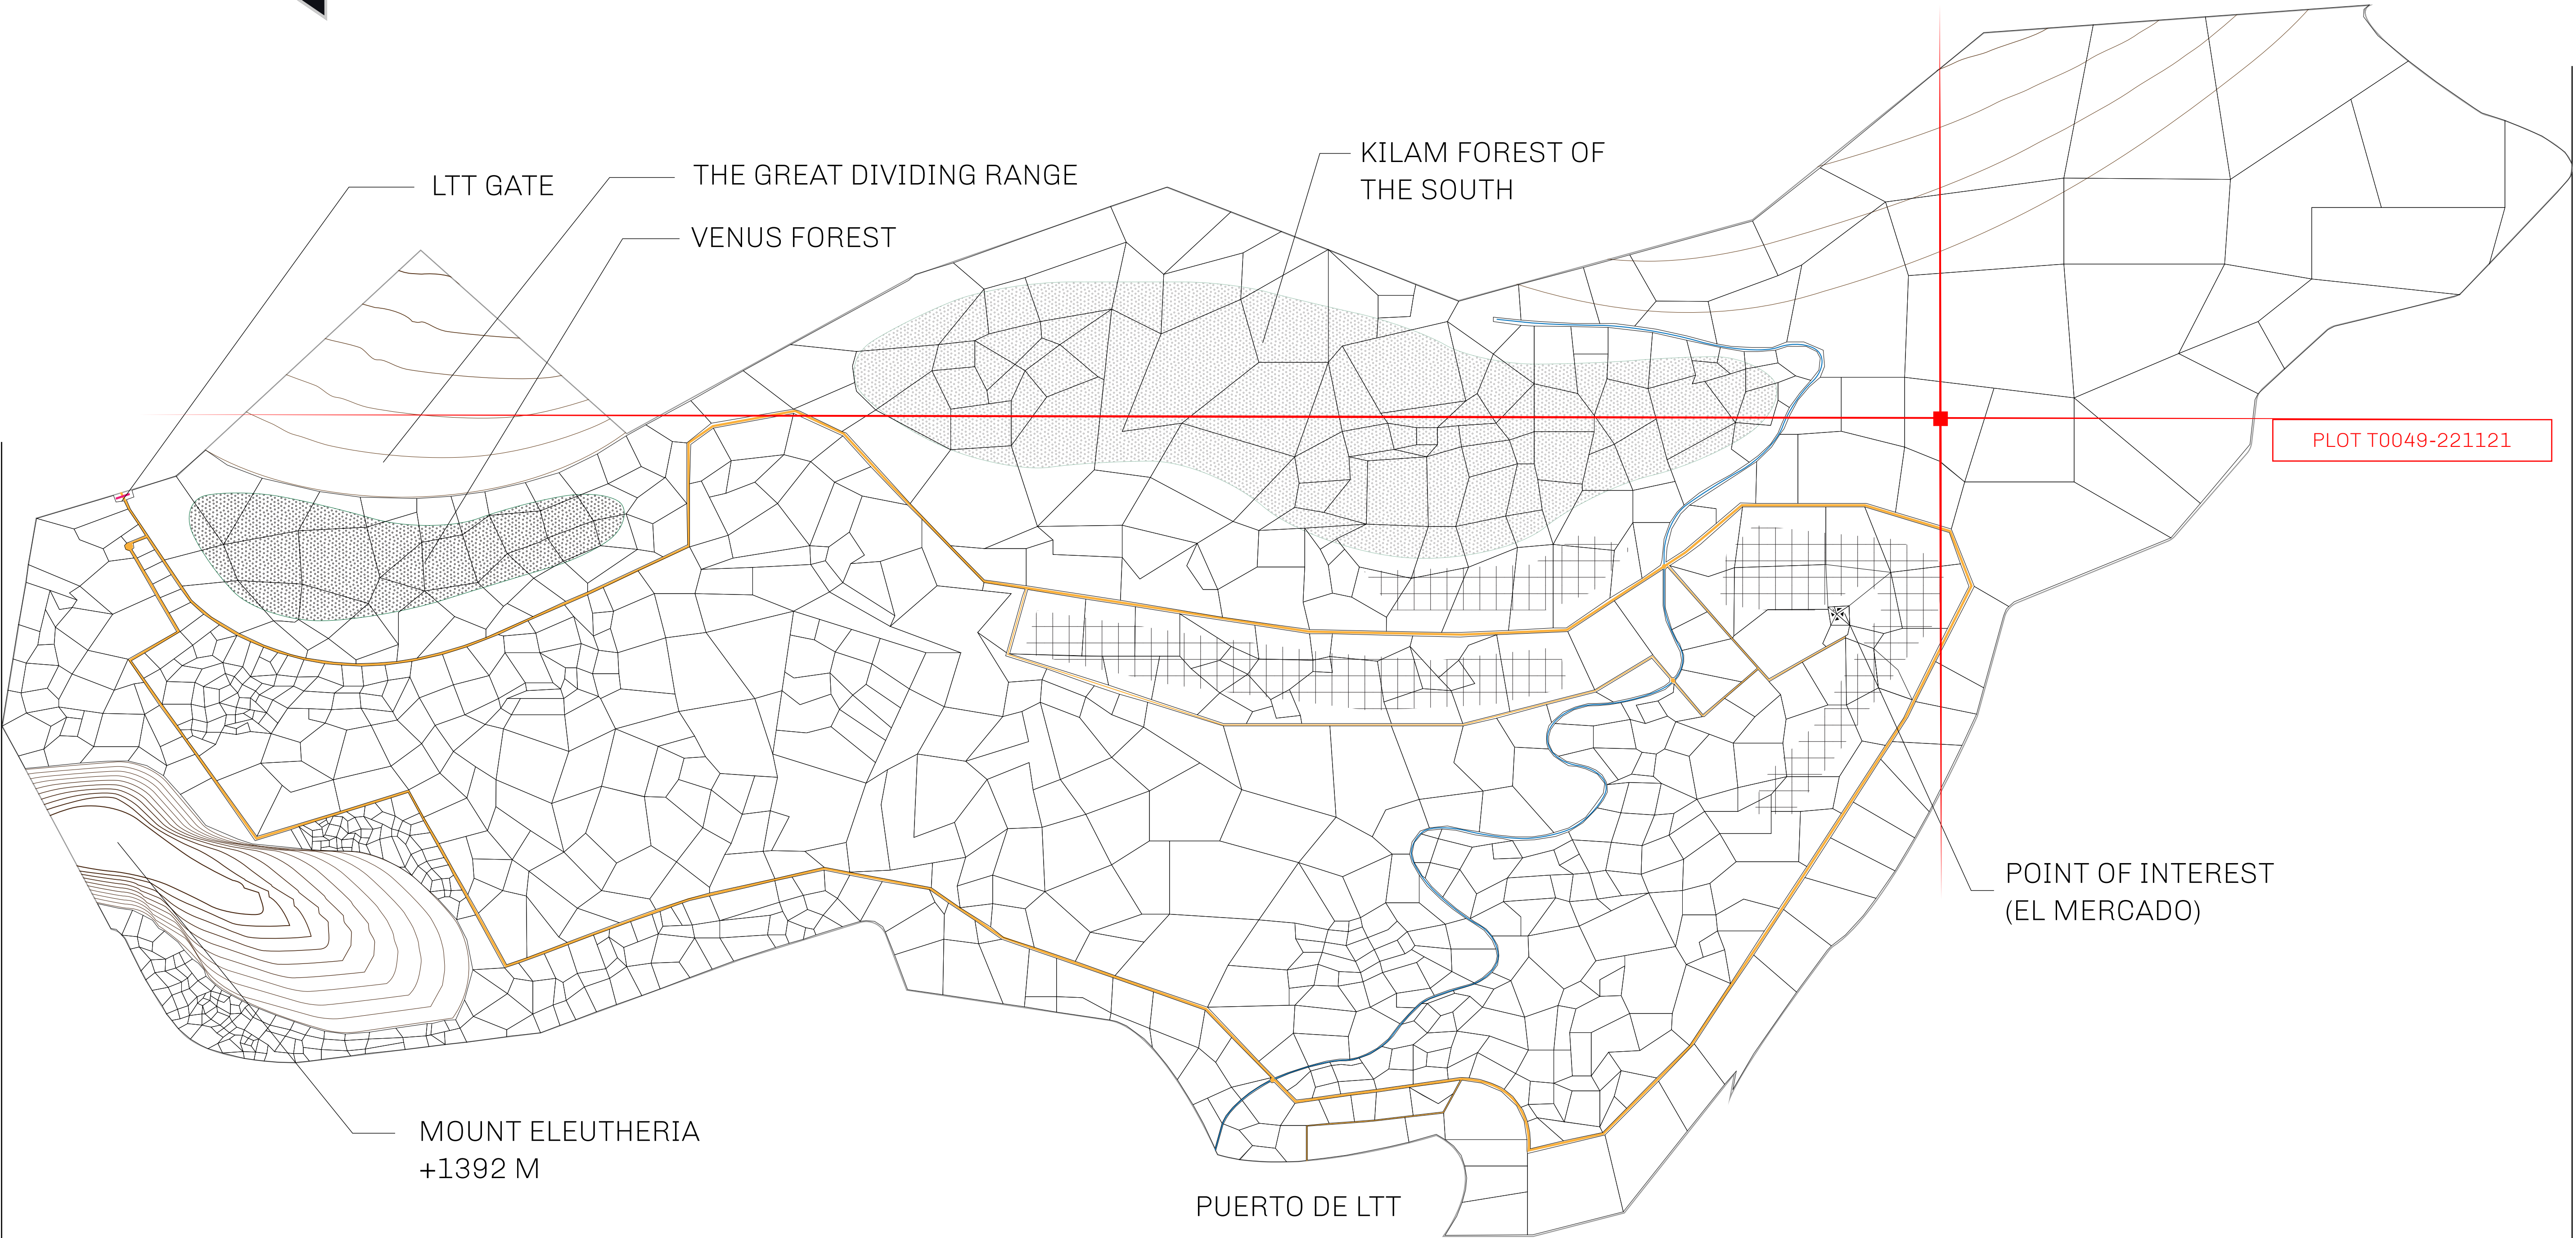 KILAM FOREST OF
THE SOUTH
THE GREAT DIVIDING RANGE
LTT GATE
VENUS FOREST
PLOT T0049-221121
POINT OF INTEREST
(EL MERCADO)
MOUNT ELEUTHERIA
+1392 M
PUERTO DE LTT